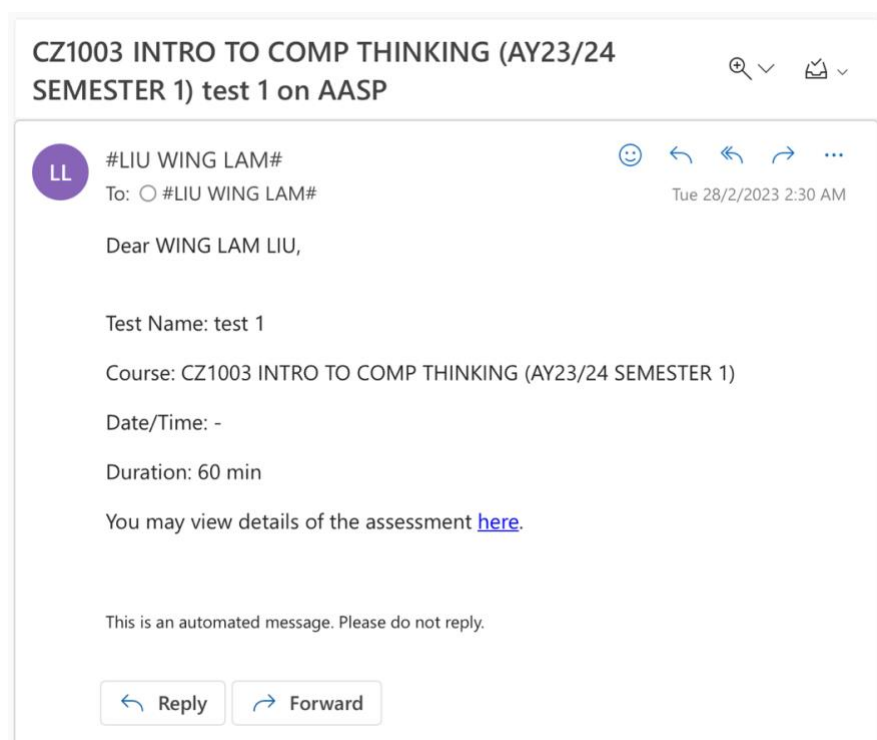 CZ1003 INTRO TO COMP THINKING (AY23/24
SEMESTER 1) test 1 on AASP
LL
#LIU WING LAM#
To: #LIU WING LAM#
Tue 28/2/2023 2:30 AM
Dear WING LAM LIU,
Test Name: test 1
Course: CZ1003 INTRO TO COMP THINKING (AY23/24 SEMESTER 1)
Date/Time: -
Duration: 60 min
You may view details of the assessment here.
This is an automated message. Please do not reply.
Reply
Forward